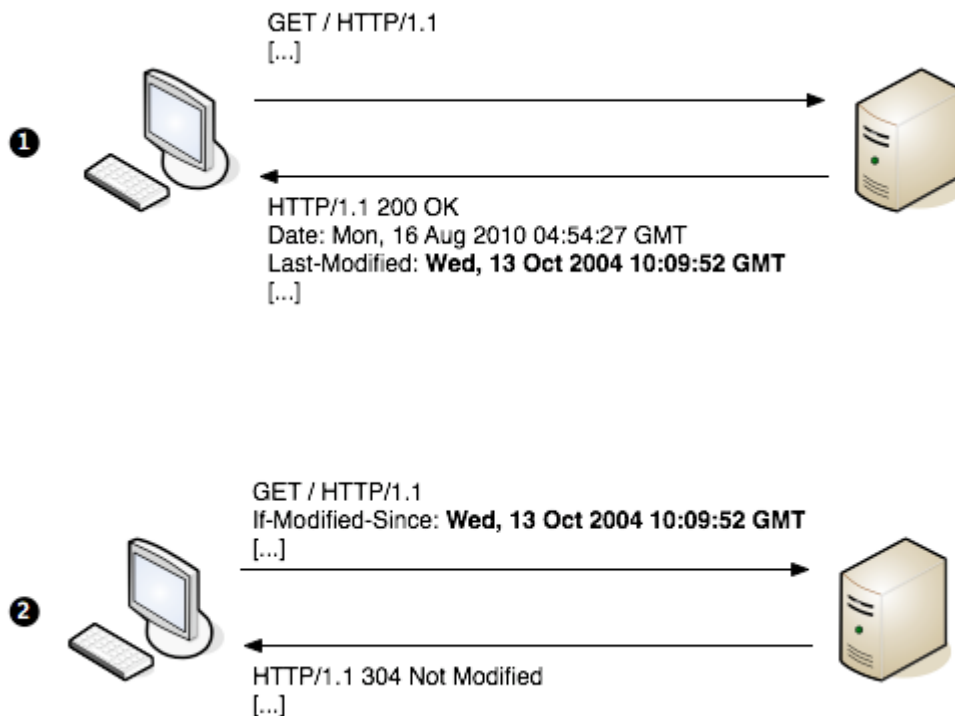 GET / HTTP/1.1
[...]
1
HTTP/1.1 200 OK
Date: Mon, 16 Aug 2010 04:54:27 GMT
Last-Modified: Wed, 13 Oct 2004 10:09:52 GMT
[...]
GET / HTTP/1.1
If-Modified-Since: Wed, 13 Oct 2004 10:09:52 GMT
[...]
2
HTTP/1.1 304 Not Modified
[...]